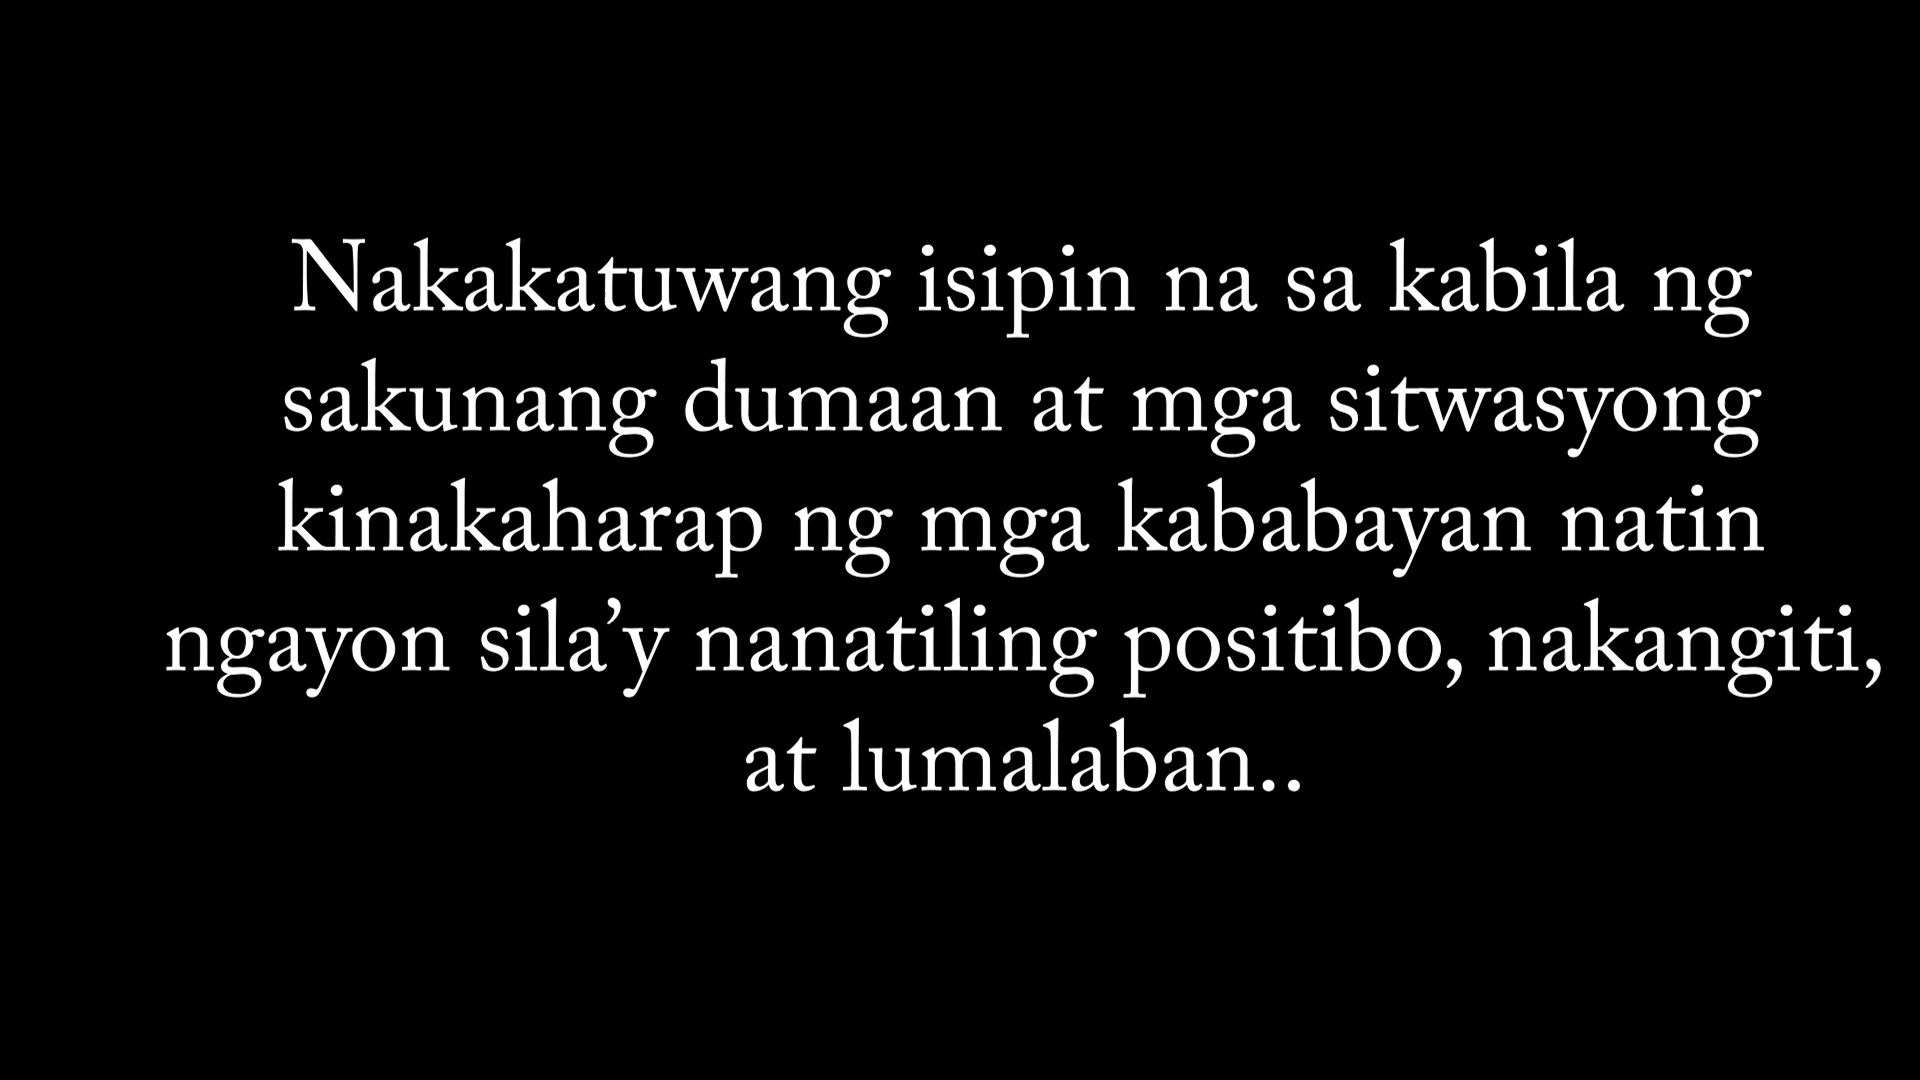 Nakakatuwang isipin na sa kabila ng
sakunang dumaan at mga sitwasyong
kinakaharap ng mga kababayan natin
ngayon sila’y nanatiling positibo, nakangiti,
at lumalaban..